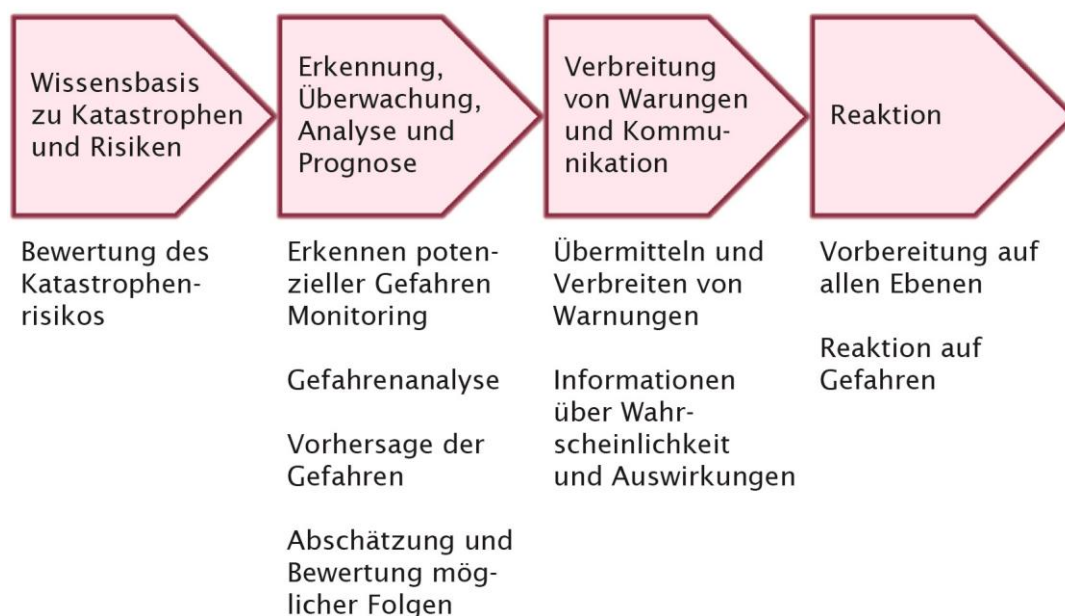 Wissensbasis
zu Katastrophen
und Risiken
Erkennung,
Überwachung,
Analyse und
Prognose
Verbreitung
von Warungen
und Kommu-
nikation
Reaktion
Bewertung des
Katastrophen-
risikos
Erkennen poten-
zieller Gefahren
Monitoring
Gefahrenanalyse
Vorhersage der
Gefahren
Abschätzung und
Bewertung mög-
licher Folgen
Übermitteln und
Verbreiten von
Warnungen
Informationen
über Wahr-
scheinlichkeit
und Auswirkungen
Vorbereitung auf
allen Ebenen
Reaktion auf
Gefahren